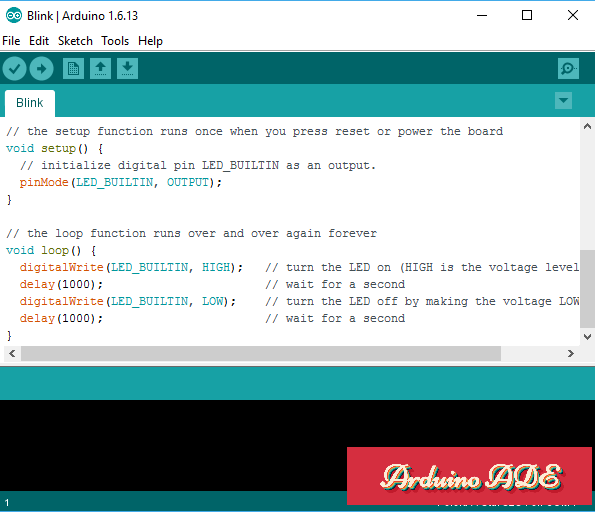 Blink | Arduino 1.6.13
File Edit Sketch Tools Help
Blink
// the setup function runs once when you press reset or power the board
void setup() {
  // initialize digital pin LED_BUILTIN as an output.
  pinMode(LED_BUILTIN, OUTPUT);
}

// the loop function runs over and over again forever
void loop() {
  digitalWrite(LED_BUILTIN, HIGH);   // turn the LED on (HIGH is the voltage level
  delay(1000);                       // wait for a second
  digitalWrite(LED_BUILTIN, LOW);    // turn the LED off by making the voltage LOW
  delay(1000);                       // wait for a second
}
Arduino ADE
1